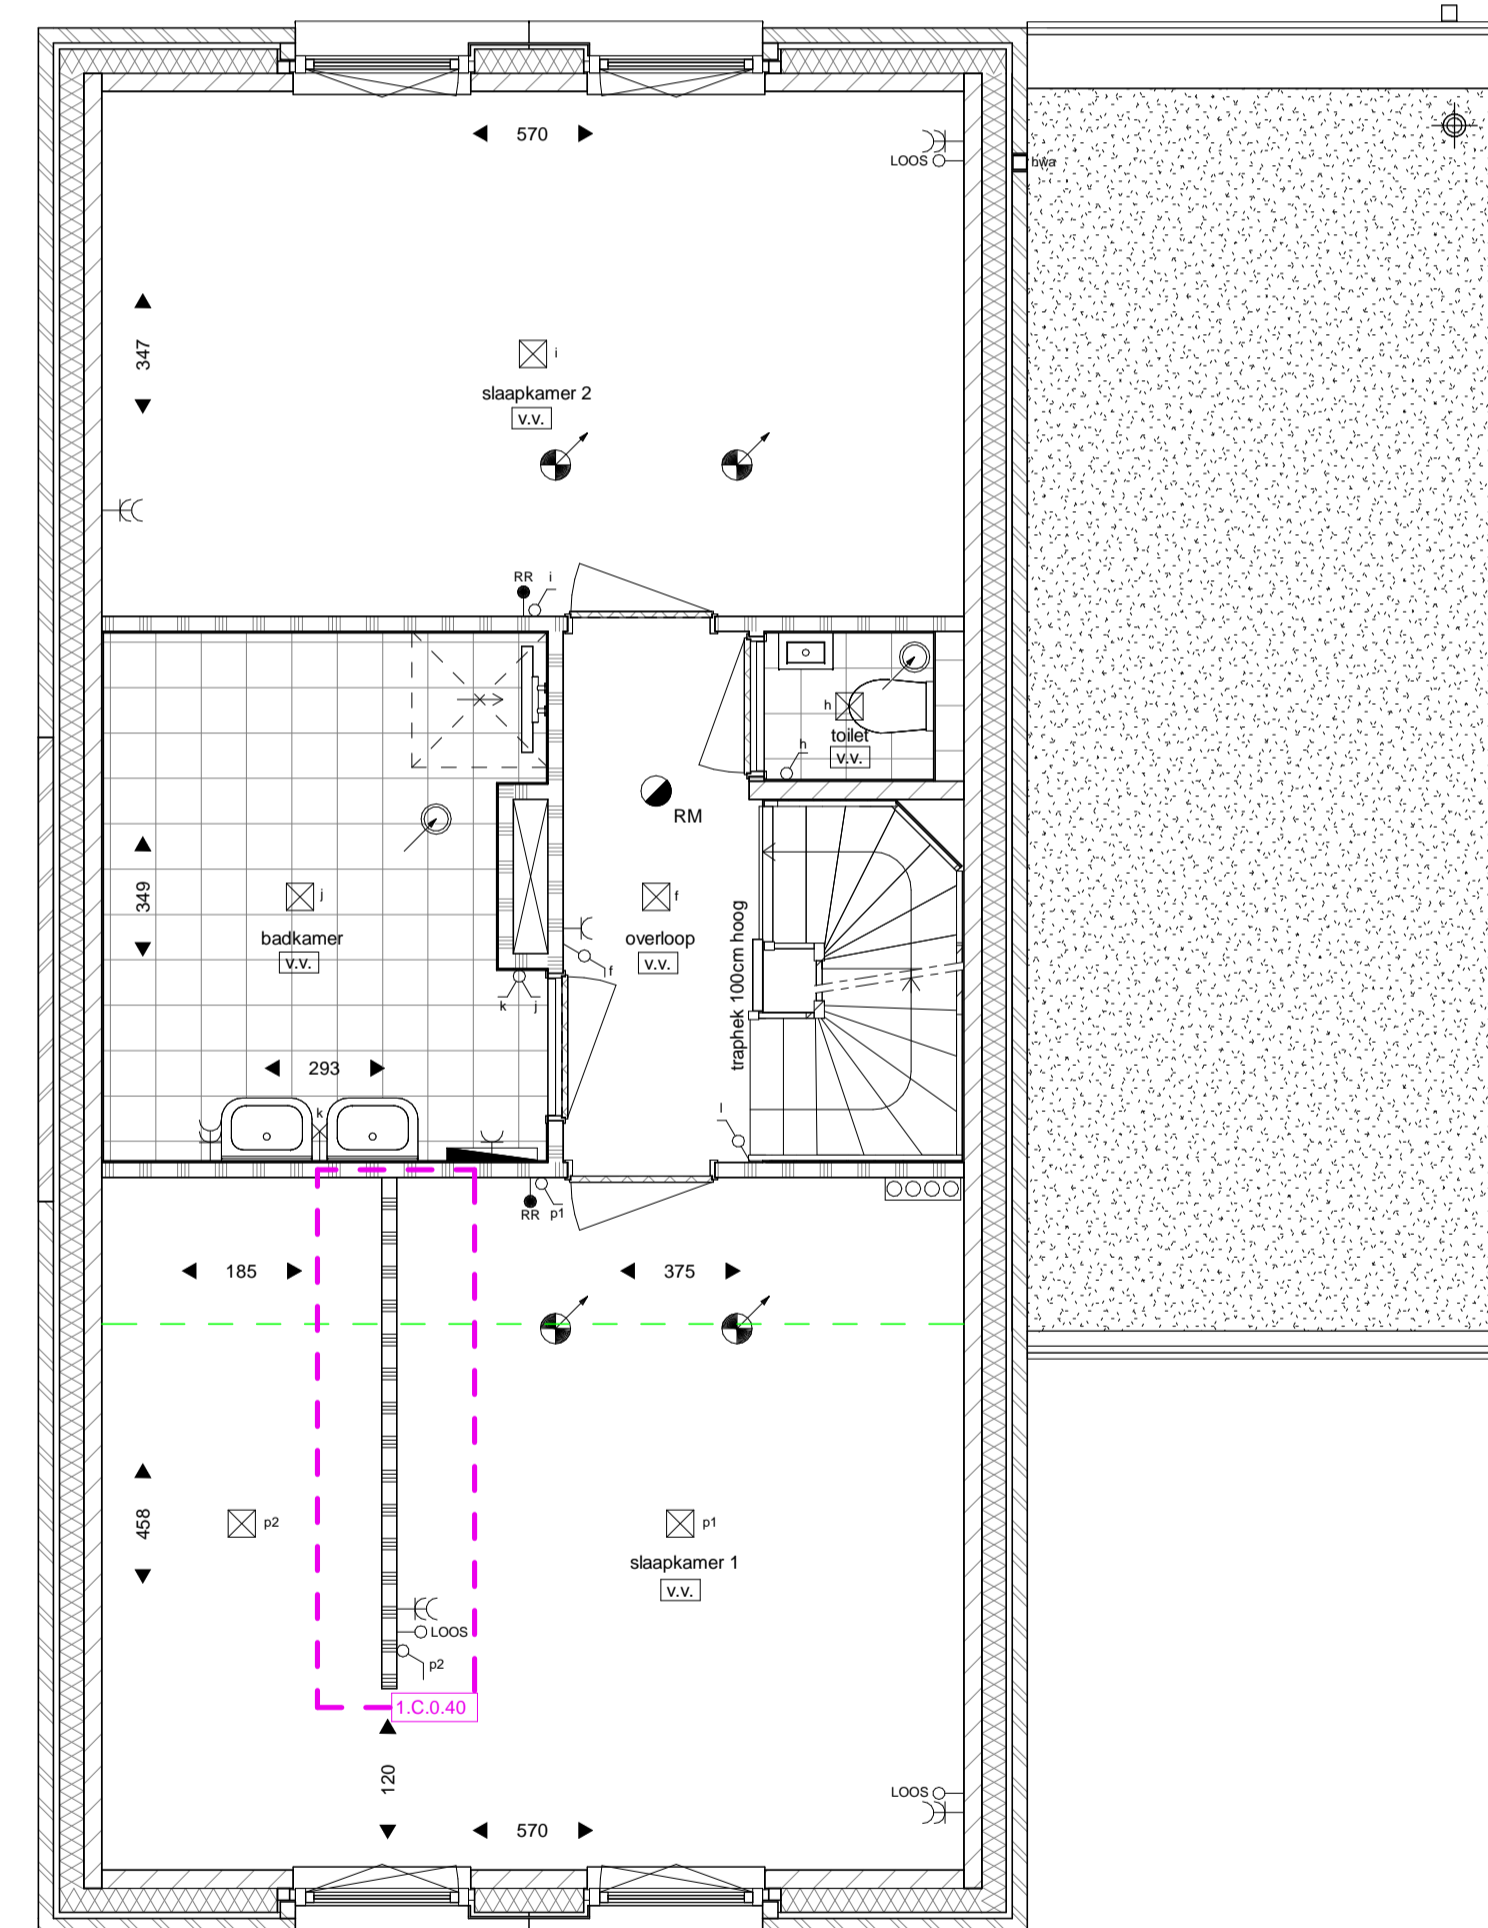 570
LOOS
hwa
347
i
slaapkamer 2
v.v.
RR
i
h
toilet
v.v.
h
RM
349
j
f
badkamer
v.v.
overloop
v.v.
traphek 100cm hoog
f
k
j
293
k
l
RR
p1
185
375
458
p2
p1
slaapkamer 1
v.v.
LOOS
p2
1.C.0.40
120
LOOS
570